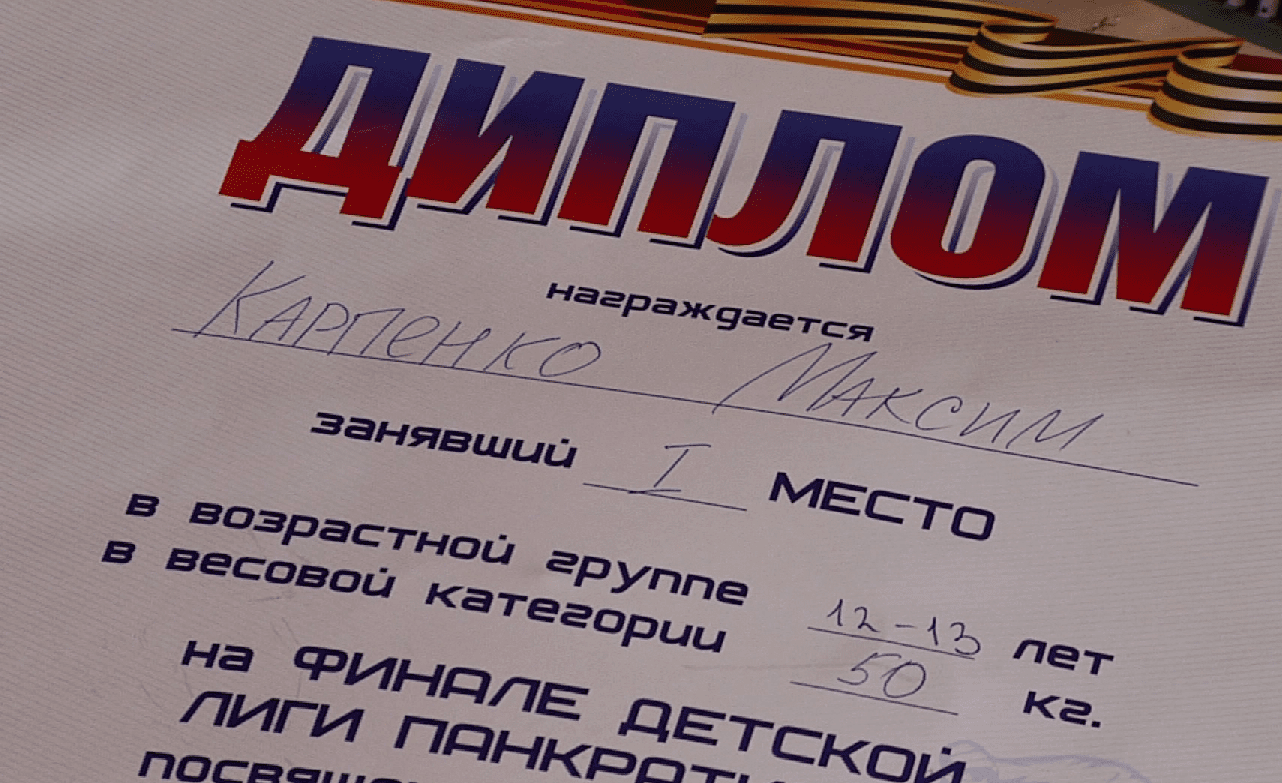 ДИПЛОМ
награждается
Карпенко Максим
занявший I МЕСТО
в возрастной группе 12-13 лет
в весовой категории 50 кг.
на ФИНАЛЕ ДЕТСКОЙ
ЛИГИ